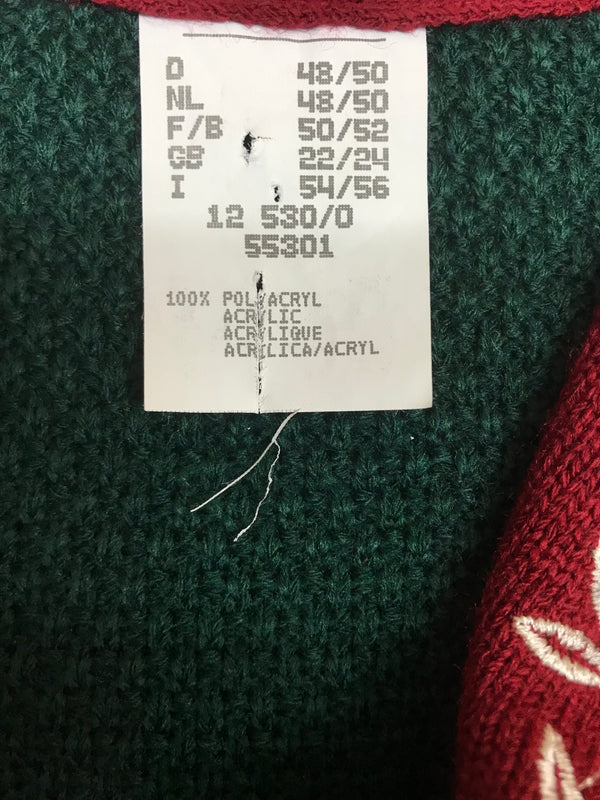 D 48/50
NL 48/50
F/B 50/52
GB 22/24
I 54/56
12 530/0
55301
100% POLYACRYL
ACRYLIC
ACRYLIQUE
ACRILICA/ACRYL